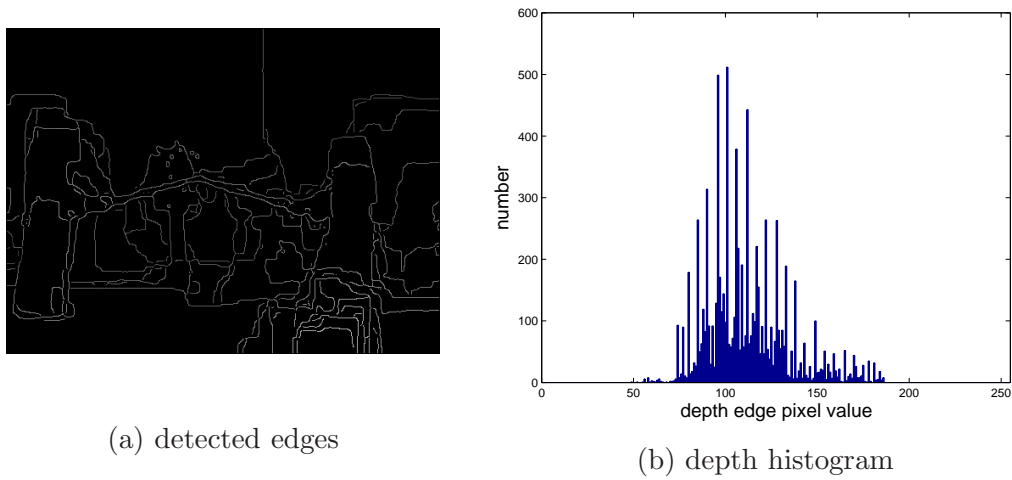 600
500
400
300
200
100
0
number
0 50 100 150 200 250
depth edge pixel value
(a) detected edges
(b) depth histogram